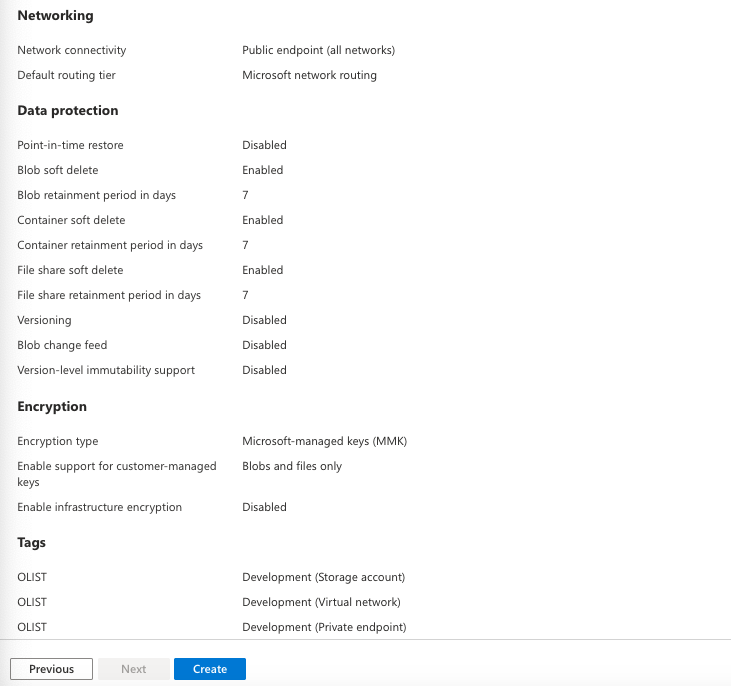 Networking
Network connectivity Public endpoint (all networks)
Default routing tier Microsoft network routing
Data protection
Point-in-time restore Disabled
Blob soft delete Enabled
Blob retainment period in days 7
Container soft delete Enabled
Container retainment period in days 7
File share soft delete Enabled
File share retainment period in days 7
Versioning Disabled
Blob change feed Disabled
Version-level immutability support Disabled
Encryption
Encryption type Microsoft-managed keys (MMK)
Enable support for customer-managed Blobs and files only
keys
Enable infrastructure encryption Disabled
Tags
OLIST Development (Storage account)
OLIST Development (Virtual network)
OLIST Development (Private endpoint)
Previous Next Create